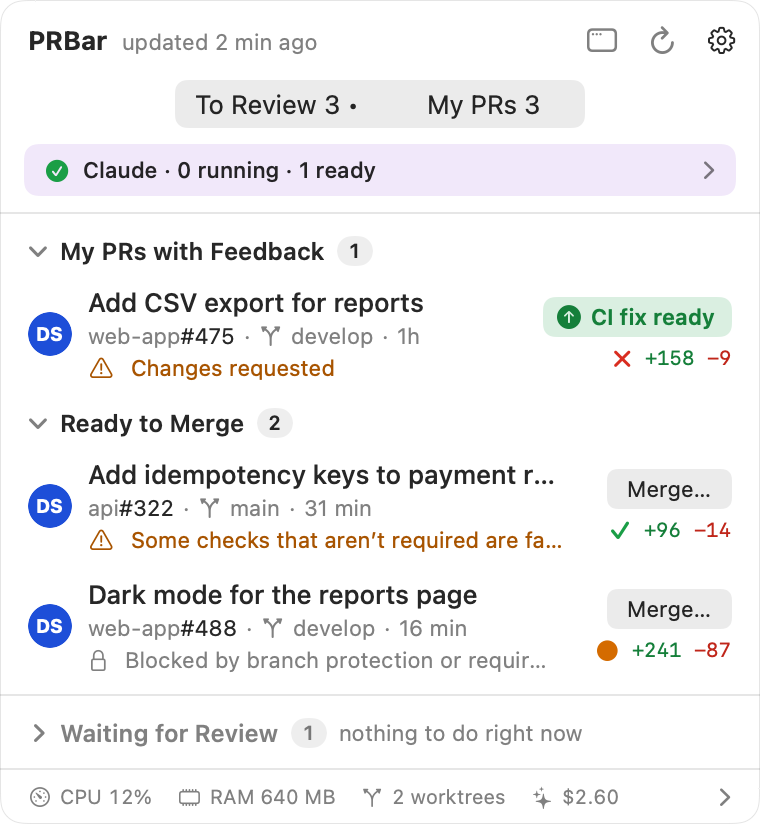 PRBar updated 2 min ago
To Review 3 • My PRs 3
Claude · 0 running · 1 ready
My PRs with Feedback 1
Add CSV export for reports
CI fix ready
DS
web-app#475 · develop · 1h
+158 −9
Changes requested
Ready to Merge 2
Add idempotency keys to payment r...
Merge...
DS
api#322 · main · 31 min
+96 −14
Some checks that aren’t required are fa...
Dark mode for the reports page
Merge...
DS
web-app#488 · develop · 16 min
+241 −87
Blocked by branch protection or requir...
Waiting for Review 1 nothing to do right now
CPU 12% RAM 640 MB 2 worktrees $2.60